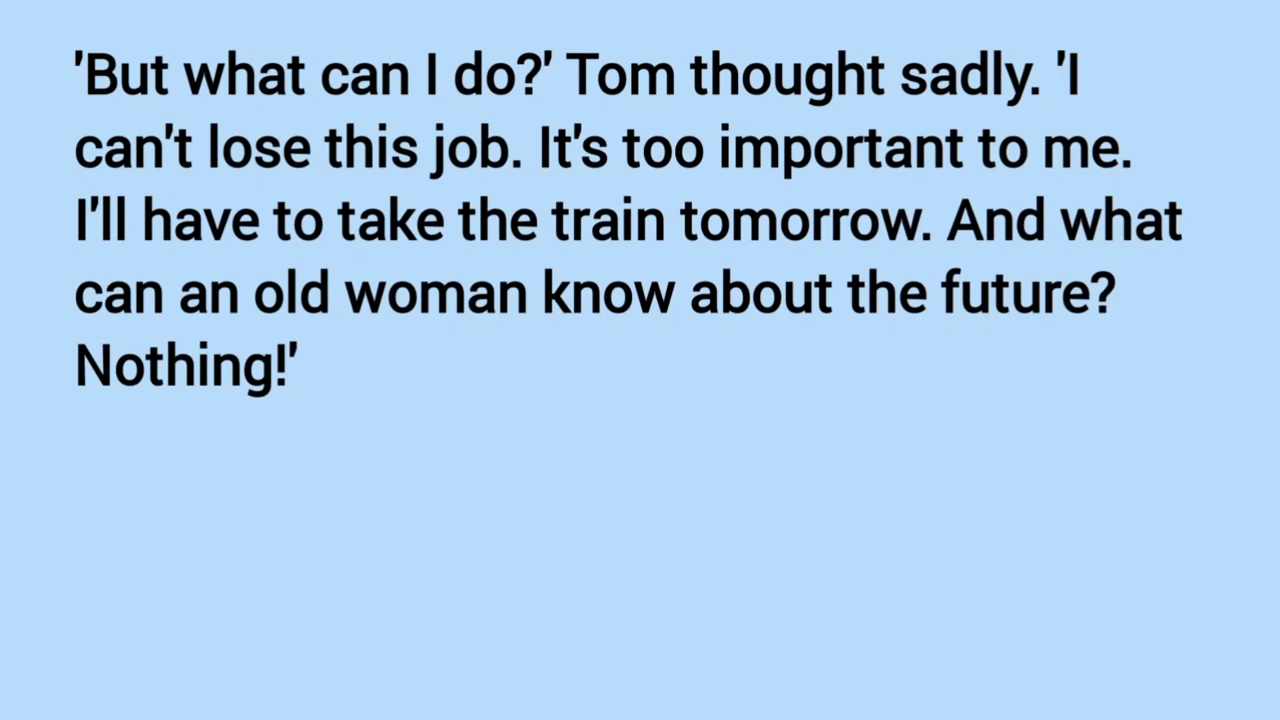 'But what can I do?' Tom thought sadly. 'I
can't lose this job. It's too important to me.
I'll have to take the train tomorrow. And what
can an old woman know about the future?
Nothing!'